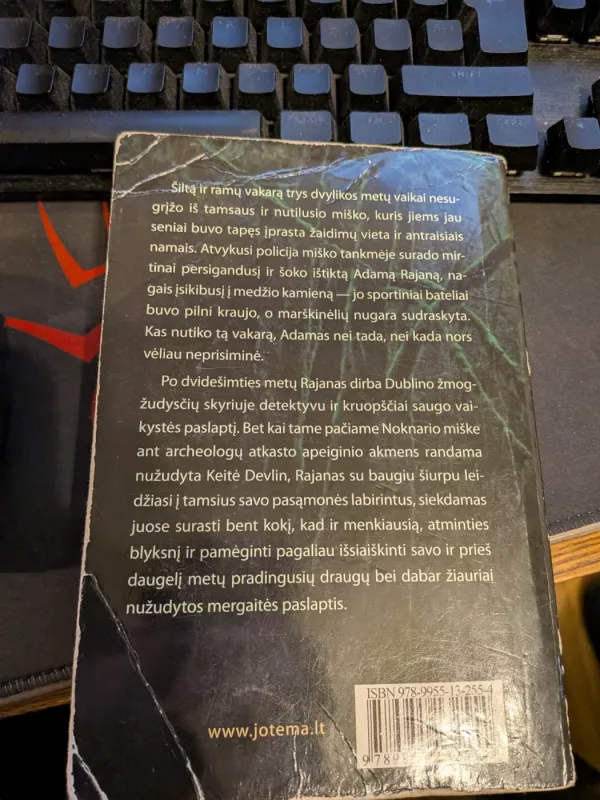 SHIFT
Šiltą ir ramų vakarą trys dvylikos metų vaikai nesu-
grįžo iš tamsaus ir nutilusio miško, kuris jiems jau
seniai buvo tapęs įprasta žaidimų vieta ir antraisiais
namais. Atvykusi policija miško tankmėje surado mir-
tinai persigandusį ir šoko ištiktą Adamą Rajaną, na-
gais įsikibusį į medžio kamieną — jo sportiniai bateliai
buvo pilni kraujo, o marškinėlių nugara sudraskyta.
Kas nutiko tą vakarą, Adamas nei tada, nei kada nors
vėliau neprisiminė.
Po dvidešimties metų Rajanas dirba Dublino žmog-
žudysčių skyriuje detektyvu ir kruopščiai saugo vai-
kystės paslaptį. Bet kai tame pačiame Noknario miške
ant archeologų atkasto apeiginio akmens randama
nužudyta Keitė Devlin, Rajanas su baugiu šiurpu lei-
džiasi į tamsius savo pasąmonės labirintus, siekdamas
juose surasti bent kokį, kad ir menkiausią, atminties
blyksnį ir pamėginti pagaliau išsiaiškinti savo ir prieš
daugelį metų pradingusių draugų bei dabar žiauriai
nužudytos mergaitės paslaptis.
ISBN 978-9955-13-255-4
www.jotema.lt